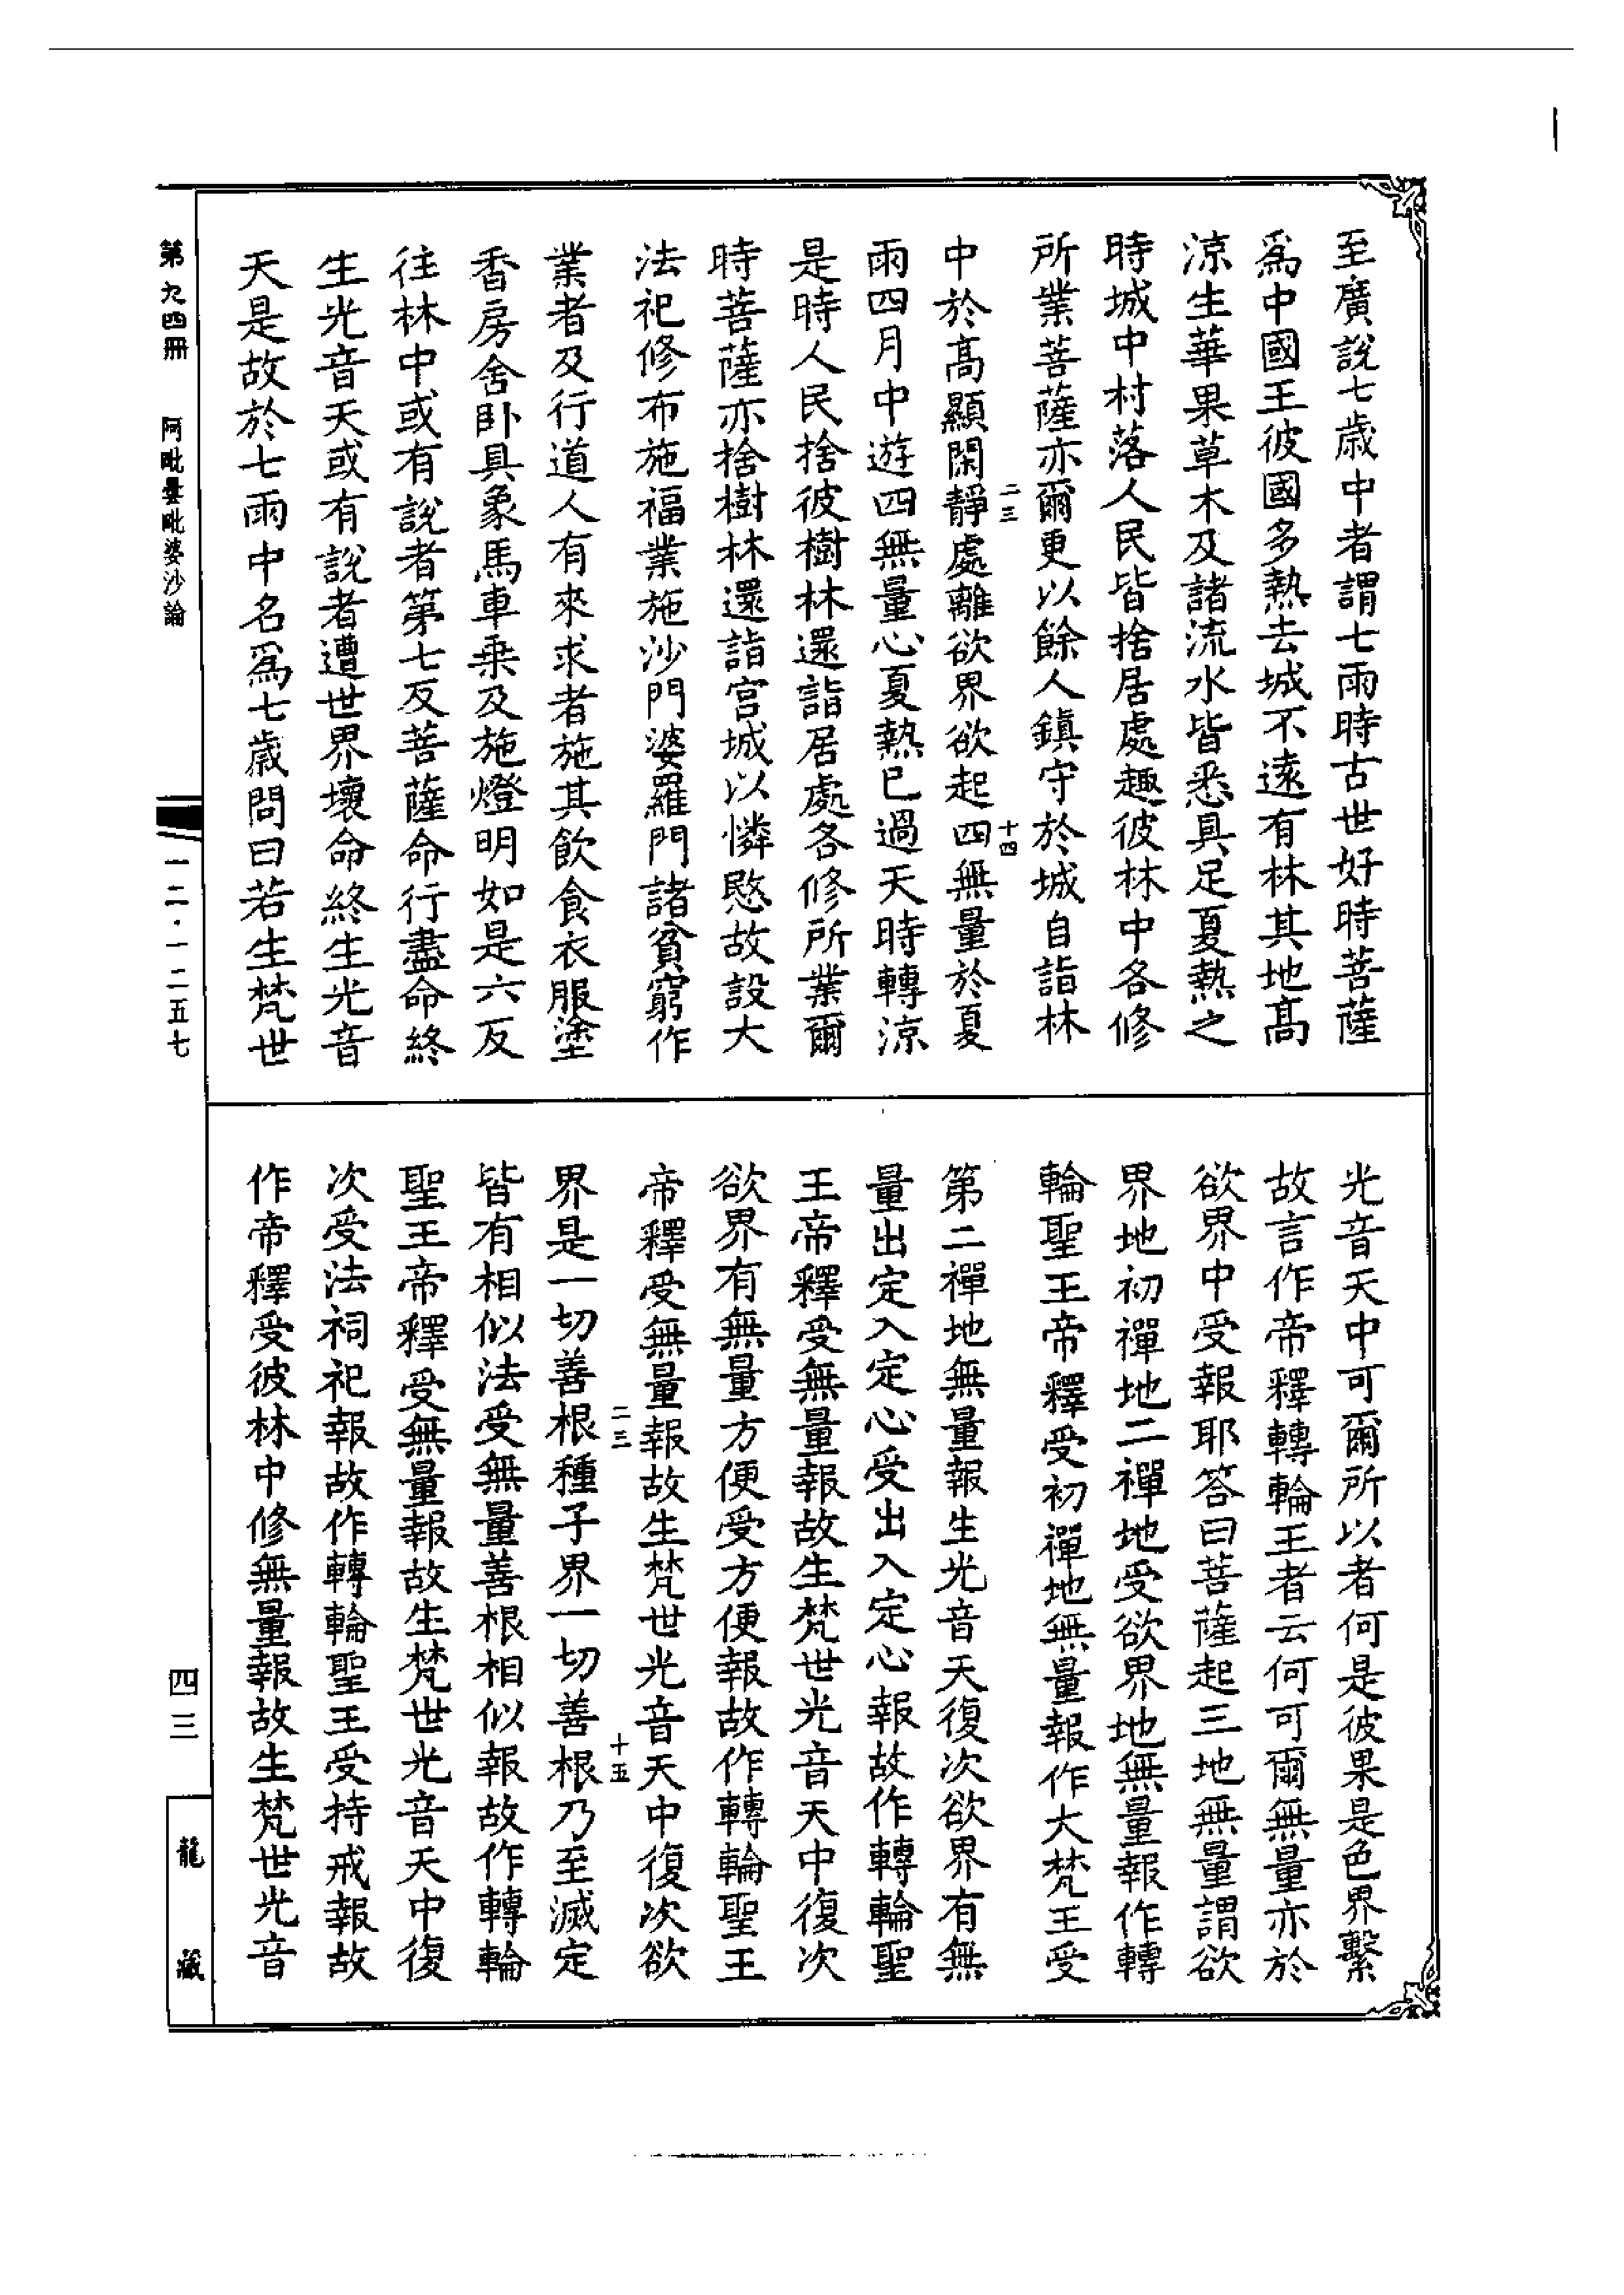 至廣說七歲中者謂七雨時古世好時菩薩
爲中國王彼國多熱去城不遠有林其地高
涼生華果草木及諸流水皆悉具足夏熱之
時城中村落人民皆捨居處趣彼林中各修
所業菩薩亦爾更以餘人鎮守於城自詣林
二三
十四
中於高顯閑靜處離欲界欲起四無量於夏
雨四月中遊四無量心夏熱已過天時轉涼
是時人民捨彼樹林還詣居處各修所業爾
時菩薩亦捨樹林還詣宮城以憐愍故設大
法祀修布施福業施沙門婆羅門諸貧窮作
業者及行道人有來求者施其飲食衣服塗
香房舍卧具象馬車乘及施燈明如是六反
往林中或有說者第七反菩薩命行盡命終
生光音天或有說者遭世界壞命終生光音
天是故於七雨中名爲七歲問曰若生梵世
光音天中可爾所以者何是彼果是色界繫
故言作帝釋轉輪王者云何可爾無量亦於
欲界中受報耶答曰菩薩起三地無量謂欲
界地初禪地二禪地受欲界地無量報作轉
輪聖王帝釋受初禪地無量報作大梵王受
第二禪地無量報生光音天復次欲界有無
量出定入定心受出入定心報故作轉輪聖
王帝釋受無量報故生梵世光音天中復次
欲界有無量方便受方便報故作轉輪聖王
帝釋受無量報故生梵世光音天中復次欲
二三
十五
界是一切善根種子界一切善根乃至滅定
皆有相似法受無量善根相似報故作轉輪
聖王帝釋受無量報故生梵世光音天中復
次受法祠祀報故作轉輪聖王受持戒報故
作帝釋受彼林中修無量報故生梵世光音
第九四冊　阿毗曇毗婆沙論
一二·一二五七
四三
龍藏